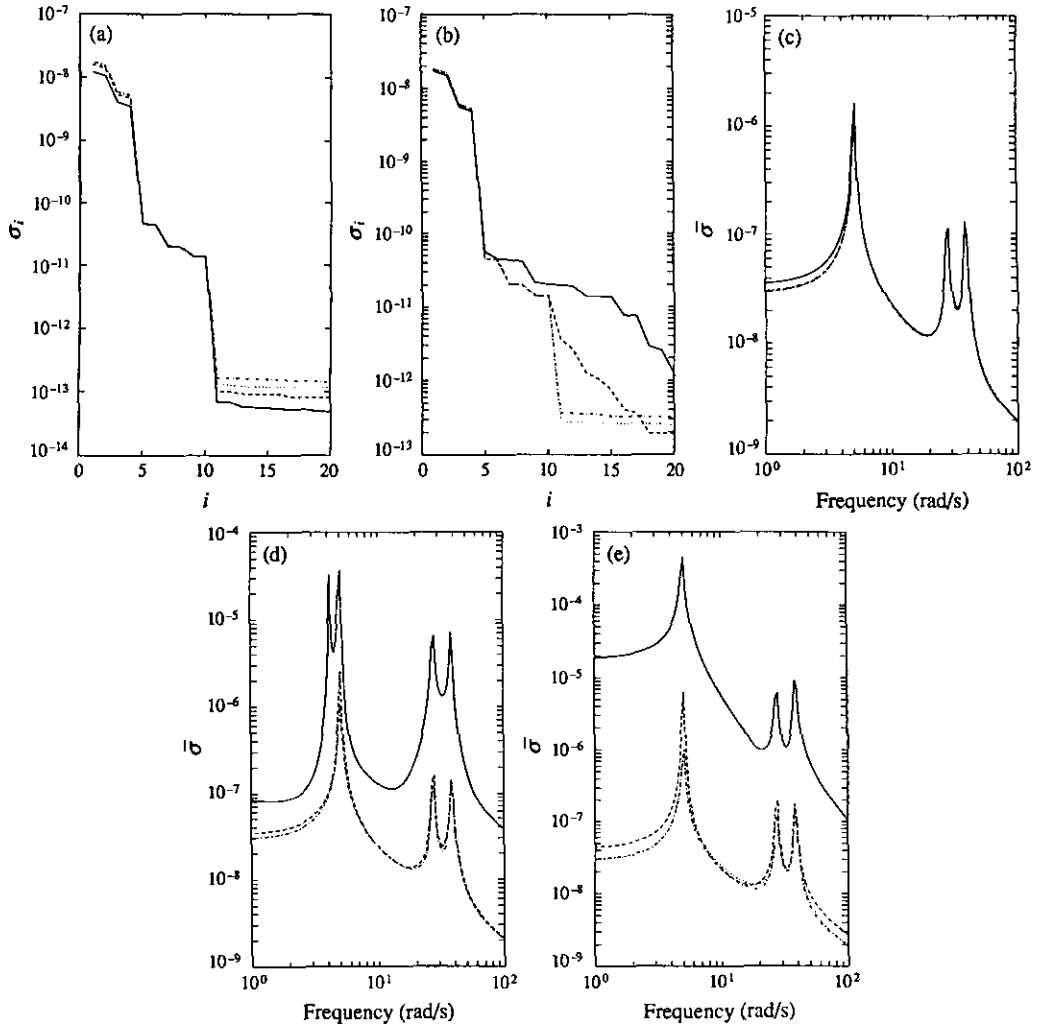 (a)
10⁻⁷
10⁻⁸
10⁻⁹
10⁻¹⁰
10⁻¹¹
10⁻¹²
10⁻¹³
10⁻¹⁴
σᵢ
0 5 10 15 20
i
(b)
10⁻⁷
10⁻⁸
10⁻⁹
10⁻¹⁰
10⁻¹¹
10⁻¹²
10⁻¹³
σᵢ
0 5 10 15 20
i
(c)
10⁻⁵
10⁻⁶
10⁻⁷
10⁻⁸
10⁻⁹
σ̄
10⁰ 10¹ 10²
Frequency (rad/s)
(d)
10⁻⁴
10⁻⁵
10⁻⁶
10⁻⁷
10⁻⁸
10⁻⁹
σ̄
10⁰ 10¹ 10²
Frequency (rad/s)
(e)
10⁻³
10⁻⁴
10⁻⁵
10⁻⁶
10⁻⁷
10⁻⁸
10⁻⁹
σ̄
10⁰ 10¹ 10²
Frequency (rad/s)